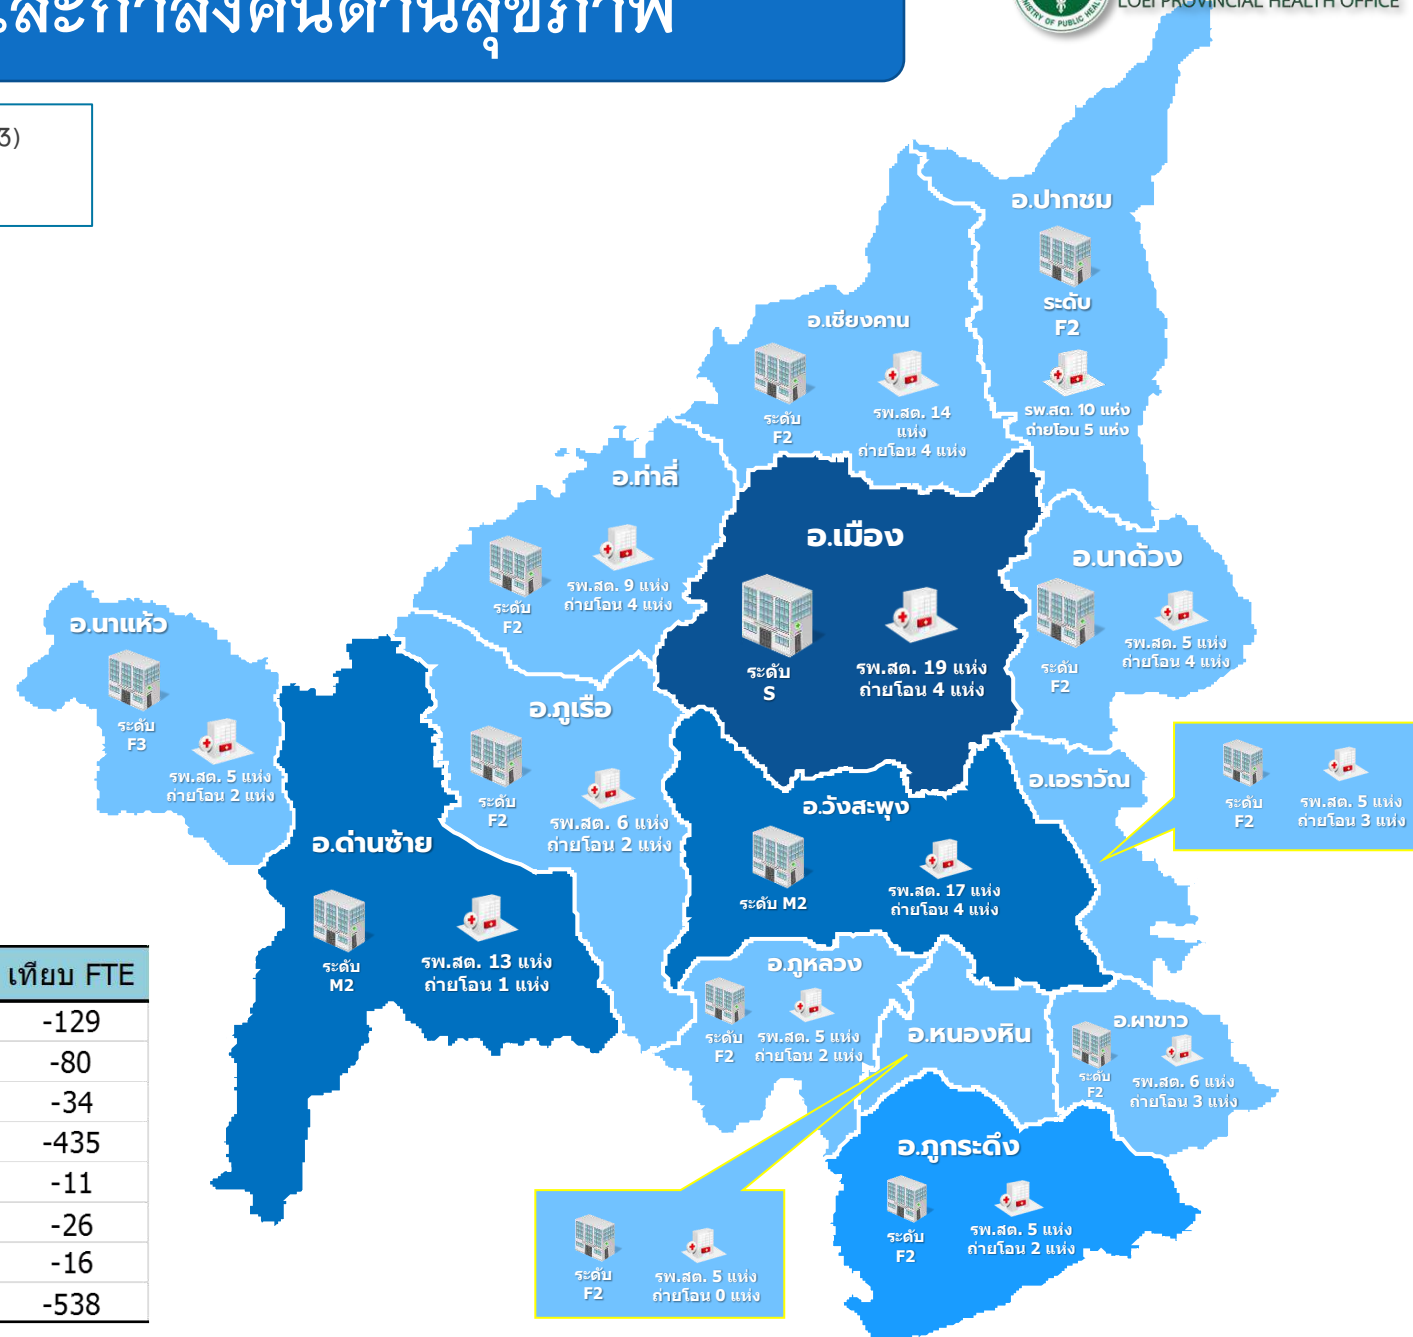 และกำลังคนด้านสุขภาพ
LOEI PROVINCIAL HEALTH OFFICE
3)
อ.ปากชม
ระดับ
F2
รพ.สต. 10 แห่ง
ถ่ายโอน 5 แห่ง
อ.เชียงคาน
ระดับ
F2
รพ.สต. 14
แห่ง
ถ่ายโอน 4 แห่ง
อ.ท่าลี่
ระดับ
F2
รพ.สต. 9 แห่ง
ถ่ายโอน 4 แห่ง
อ.เมือง
ระดับ
S
รพ.สต. 19 แห่ง
ถ่ายโอน 4 แห่ง
อ.นาด้วง
ระดับ
F2
รพ.สต. 5 แห่ง
ถ่ายโอน 4 แห่ง
อ.นาแห้ว
ระดับ
F3
รพ.สต. 5 แห่ง
ถ่ายโอน 2 แห่ง
อ.ภูเรือ
ระดับ
F2
รพ.สต. 6 แห่ง
ถ่ายโอน 2 แห่ง
อ.เอราวัณ
ระดับ
F2
รพ.สต. 5 แห่ง
ถ่ายโอน 3 แห่ง
อ.วังสะพุง
ระดับ M2
รพ.สต. 17 แห่ง
ถ่ายโอน 4 แห่ง
อ.ด่านซ้าย
ระดับ
M2
รพ.สต. 13 แห่ง
ถ่ายโอน 1 แห่ง
อ.ภูหลวง
ระดับ
F2
รพ.สต. 5 แห่ง
ถ่ายโอน 2 แห่ง
อ.หนองหิน
ระดับ
F2
รพ.สต. 5 แห่ง
ถ่ายโอน 0 แห่ง
อ.ผาขาว
ระดับ
F2
รพ.สต. 6 แห่ง
ถ่ายโอน 3 แห่ง
อ.ภูกระดึง
ระดับ
F2
รพ.สต. 5 แห่ง
ถ่ายโอน 2 แห่ง
เทียบ FTE
-129
-80
-34
-435
-11
-26
-16
-538